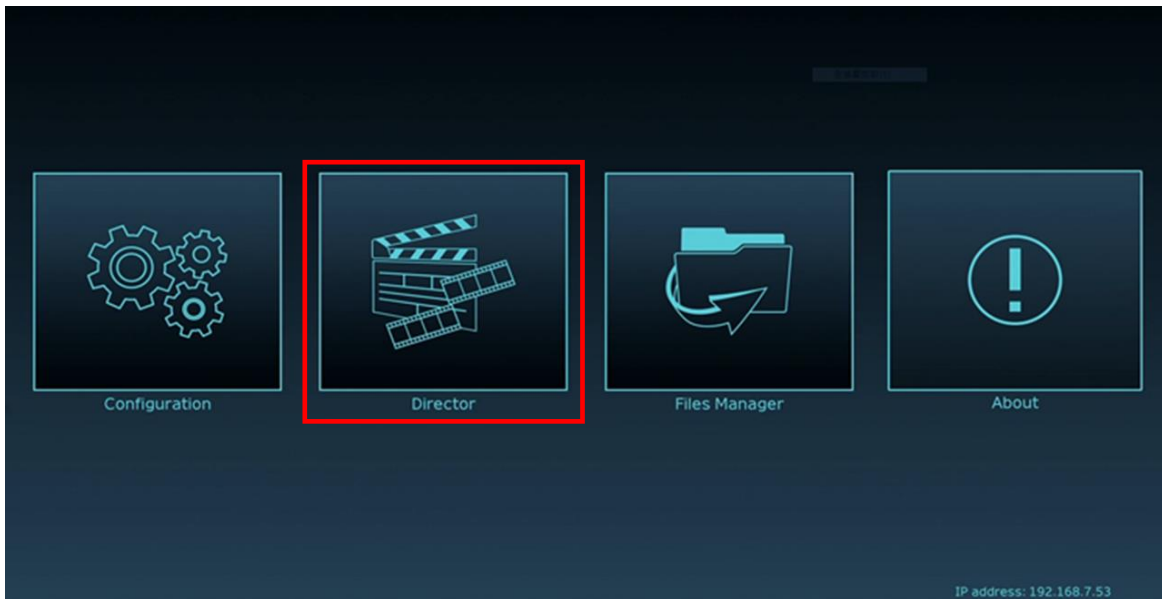 Configuration
Director
Files Manager
About
IP address: 192.168.7.53